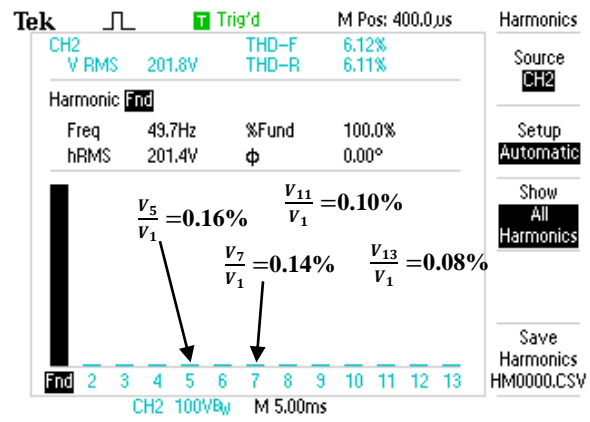 Tek T Trig'd M Pos: 400.0µs Harmonics
CH2 THD-F 6.12%
V RMS 201.8V THD-R 6.11%
Source
CH2
Harmonic Fnd
Freq 49.7Hz %Fund 100.0%
hRMS 201.4V ϕ 0.00°
Setup
Automatic
Show
All
Harmonics
V5/V1 =0.16% V11/V1 =0.10%
V7/V1 =0.14% V13/V1 =0.08%
Save
Harmonics
HM0000.CSV
Fnd 2 3 4 5 6 7 8 9 10 11 12 13
CH2 100VBW M 5.00ms